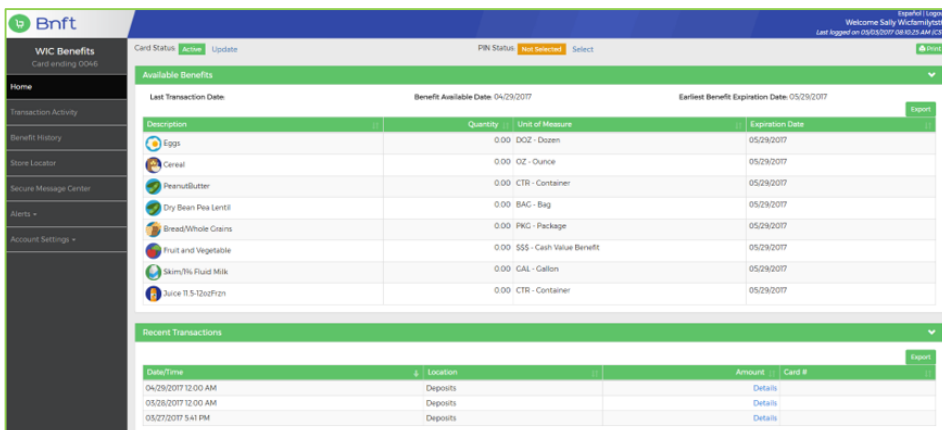 Bnft
Español | Logo
Welcome Sally Wicfamilytst
Last logged on 05/03/2017 08:10:25 AM (CS
WIC Benefits
Card ending 0046
Home
Transaction Activity
Benefit History
Store Locator
Secure Message Center
Alerts
Account Settings
Card Status: Active Update PIN Status: Not Selected Select Print
Available Benefits
Last Transaction Date: Benefit Available Date: 04/29/2017 Earliest Benefit Expiration Date: 05/29/2017
Export
Description Quantity Unit of Measure Expiration Date
Eggs 0.00 DOZ - Dozen 05/29/2017
Cereal 0.00 OZ - Ounce 05/29/2017
PeanutButter 0.00 CTR - Container 05/29/2017
Dry Bean Pea Lentil 0.00 BAG - Bag 05/29/2017
Bread/Whole Grains 0.00 PKG - Package 05/29/2017
Fruit and Vegetable 0.00 $$$ - Cash Value Benefit 05/29/2017
Skim/1% Fluid Milk 0.00 GAL - Gallon 05/29/2017
Juice 11.5-12ozFrzn 0.00 CTR - Container 05/29/2017
Recent Transactions
Export
Date/Time Location Amount Card #
04/29/2017 12:00 AM Deposits Details
03/28/2017 12:00 AM Deposits Details
03/27/2017 5:41 PM Deposits Details